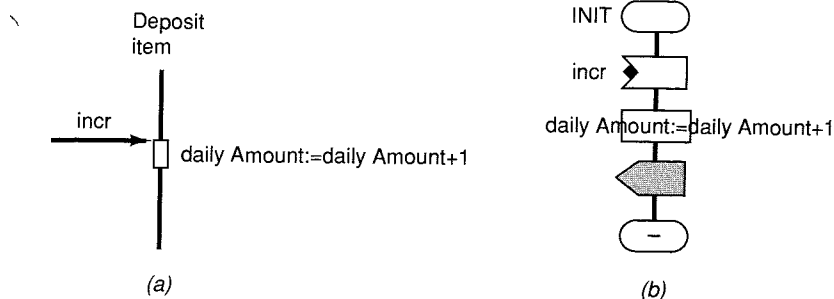 Deposit
item
incr
daily Amount:=daily Amount+1
(a)
INIT
incr
daily Amount:=daily Amount+1
–
(b)